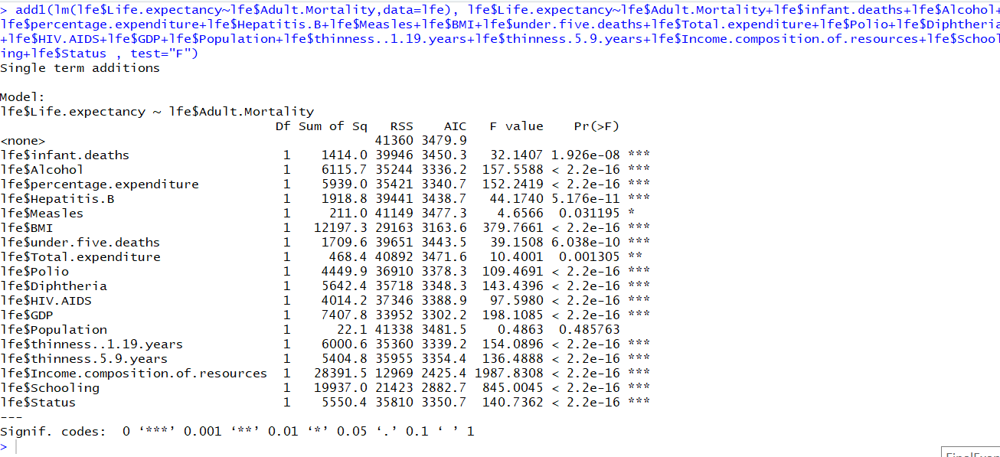 > add1(lm(lfe$Life.expectancy~lfe$Adult.Mortality,data=lfe), lfe$Life.expectancy~lfe$Adult.Mortality+lfe$infant.deaths+lfe$Alcohol+
lfe$percentage.expenditure+lfe$Hepatitis.B+lfe$Measles+lfe$BMI+lfe$under.five.deaths+lfe$Total.expenditure+lfe$Polio+lfe$Diphtheria
+lfe$HIV.AIDS+lfe$GDP+lfe$Population+lfe$thinness..1.19.years+lfe$thinness.5.9.years+lfe$Income.composition.of.resources+lfe$School
ing+lfe$Status , test="F")
Single term additions
Model:
lfe$Life.expectancy ~ lfe$Adult.Mortality
Df Sum of Sq RSS AIC F value Pr(>F)
<none> 41360 3479.9
lfe$infant.deaths 1 1414.0 39946 3450.3 32.1407 1.926e-08 ***
lfe$Alcohol 1 6115.7 35244 3336.2 157.5588 < 2.2e-16 ***
lfe$percentage.expenditure 1 5939.0 35421 3340.7 152.2419 < 2.2e-16 ***
lfe$Hepatitis.B 1 1918.8 39441 3438.7 44.1740 5.176e-11 ***
lfe$Measles 1 211.0 41149 3477.3 4.6566 0.031195 *
lfe$BMI 1 12197.3 29163 3163.6 379.7661 < 2.2e-16 ***
lfe$under.five.deaths 1 1709.6 39651 3443.5 39.1508 6.038e-10 ***
lfe$Total.expenditure 1 468.4 40892 3471.6 10.4001 0.001305 **
lfe$Polio 1 4449.9 36910 3378.3 109.4691 < 2.2e-16 ***
lfe$Diphtheria 1 5642.4 35718 3348.3 143.4396 < 2.2e-16 ***
lfe$HIV.AIDS 1 4014.2 37346 3388.9 97.5980 < 2.2e-16 ***
lfe$GDP 1 7407.8 33952 3302.2 198.1085 < 2.2e-16 ***
lfe$Population 1 22.1 41338 3481.5 0.4863 0.485763
lfe$thinness..1.19.years 1 6000.6 35360 3339.2 154.0896 < 2.2e-16 ***
lfe$thinness.5.9.years 1 5404.8 35955 3354.4 136.4888 < 2.2e-16 ***
lfe$Income.composition.of.resources 1 28391.5 12969 2425.4 1987.8308 < 2.2e-16 ***
lfe$Schooling 1 19937.0 21423 2882.7 845.0045 < 2.2e-16 ***
lfe$Status 1 5550.4 35810 3350.7 140.7362 < 2.2e-16 ***
---
Signif. codes: 0 ‘***’ 0.001 ‘**’ 0.01 ‘*’ 0.05 ‘.’ 0.1 ‘ ’ 1
>